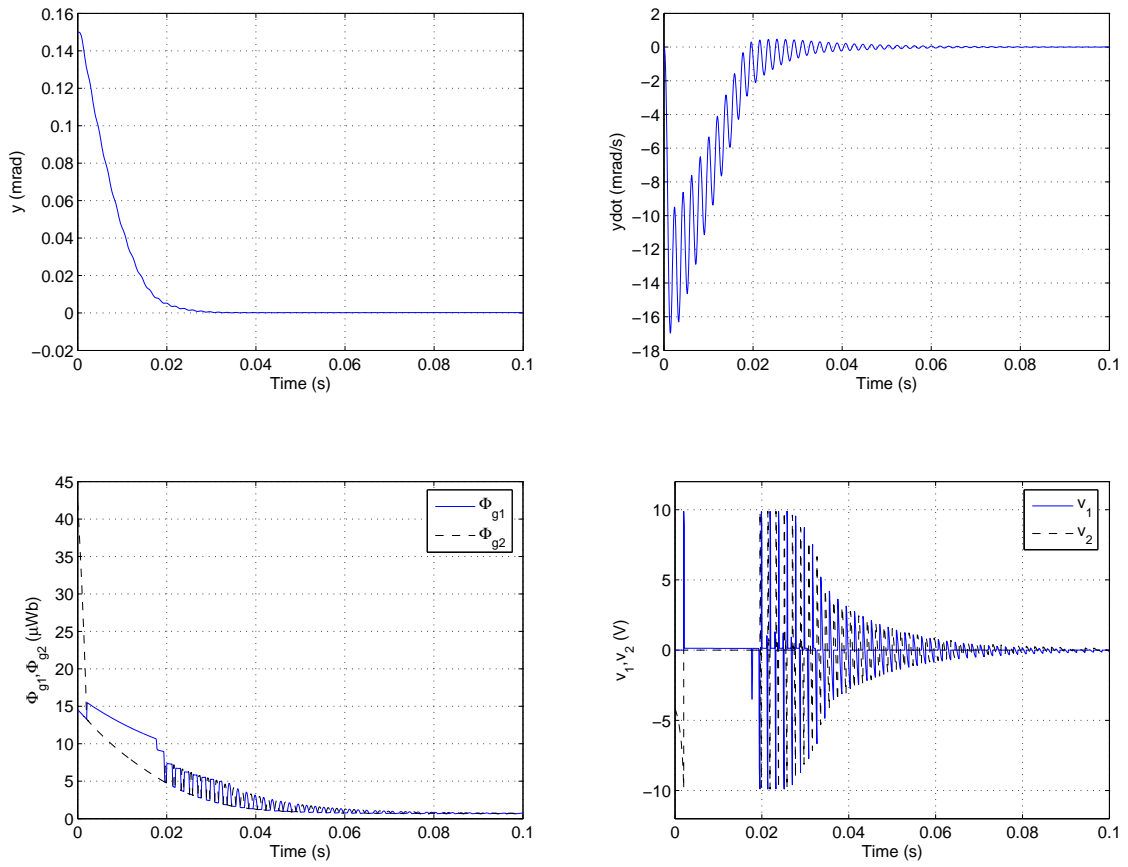 0.16
0.14
0.12
0.1
0.08
0.06
0.04
0.02
0
−0.02
y (mrad)
0 0.02 0.04 0.06 0.08 0.1
Time (s)
2
0
−2
−4
−6
−8
−10
−12
−14
−16
−18
ydot (mrad/s)
0 0.02 0.04 0.06 0.08 0.1
Time (s)
45
40
35
30
25
20
15
10
5
0
Φg1,Φg2 (μWb)
Φg1
Φg2
0 0.02 0.04 0.06 0.08 0.1
Time (s)
10
5
0
−5
−10
v1,v2 (V)
v1
v2
0 0.02 0.04 0.06 0.08 0.1
Time (s)